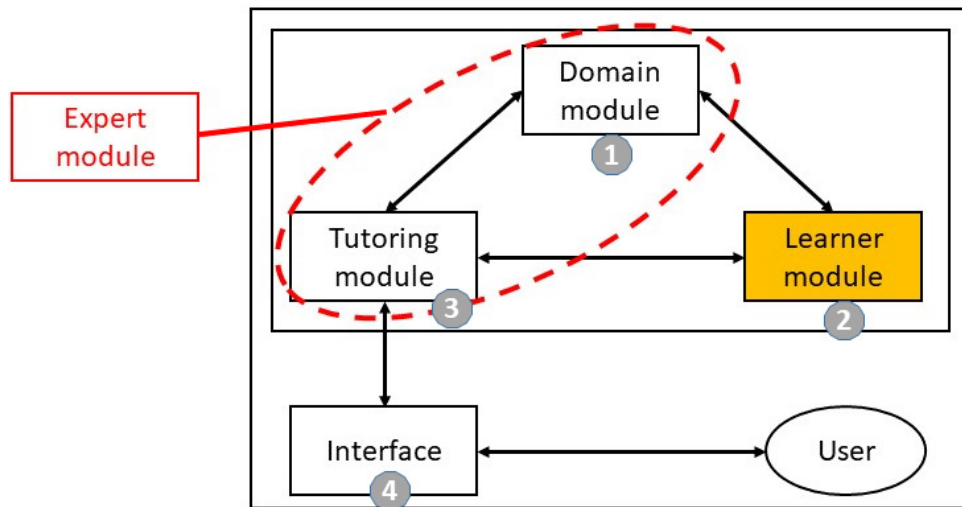 Domain
module
1
Expert
module
Tutoring
module
3
Learner
module
2
Interface
4
User